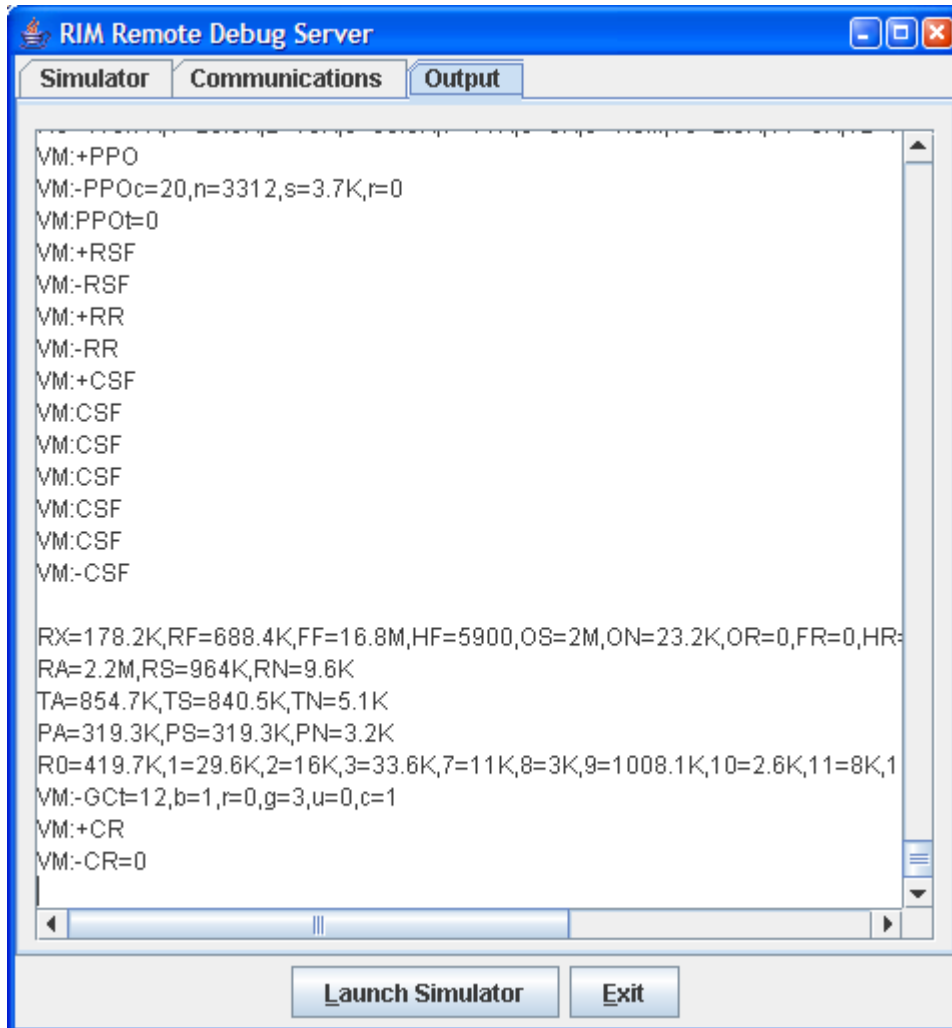 RIM Remote Debug Server
Simulator Communications Output
VM:+PPO
VM:-PPOc=20,n=3312,s=3.7K,r=0
VM:PPOt=0
VM:+RSF
VM:-RSF
VM:+RR
VM:-RR
VM:+CSF
VM:CSF
VM:CSF
VM:CSF
VM:CSF
VM:CSF
VM:-CSF
RX=178.2K,RF=688.4K,FF=16.8M,HF=5900,OS=2M,ON=23.2K,OR=0,FR=0,HR=
RA=2.2M,RS=964K,RN=9.6K
TA=854.7K,TS=840.5K,TN=5.1K
PA=319.3K,PS=319.3K,PN=3.2K
R0=419.7K,1=29.6K,2=16K,3=33.6K,7=11K,8=3K,9=1008.1K,10=2.6K,11=8K,1
VM:-GCt=12,b=1,r=0,g=3,u=0,c=1
VM:+CR
VM:-CR=0
Launch Simulator Exit